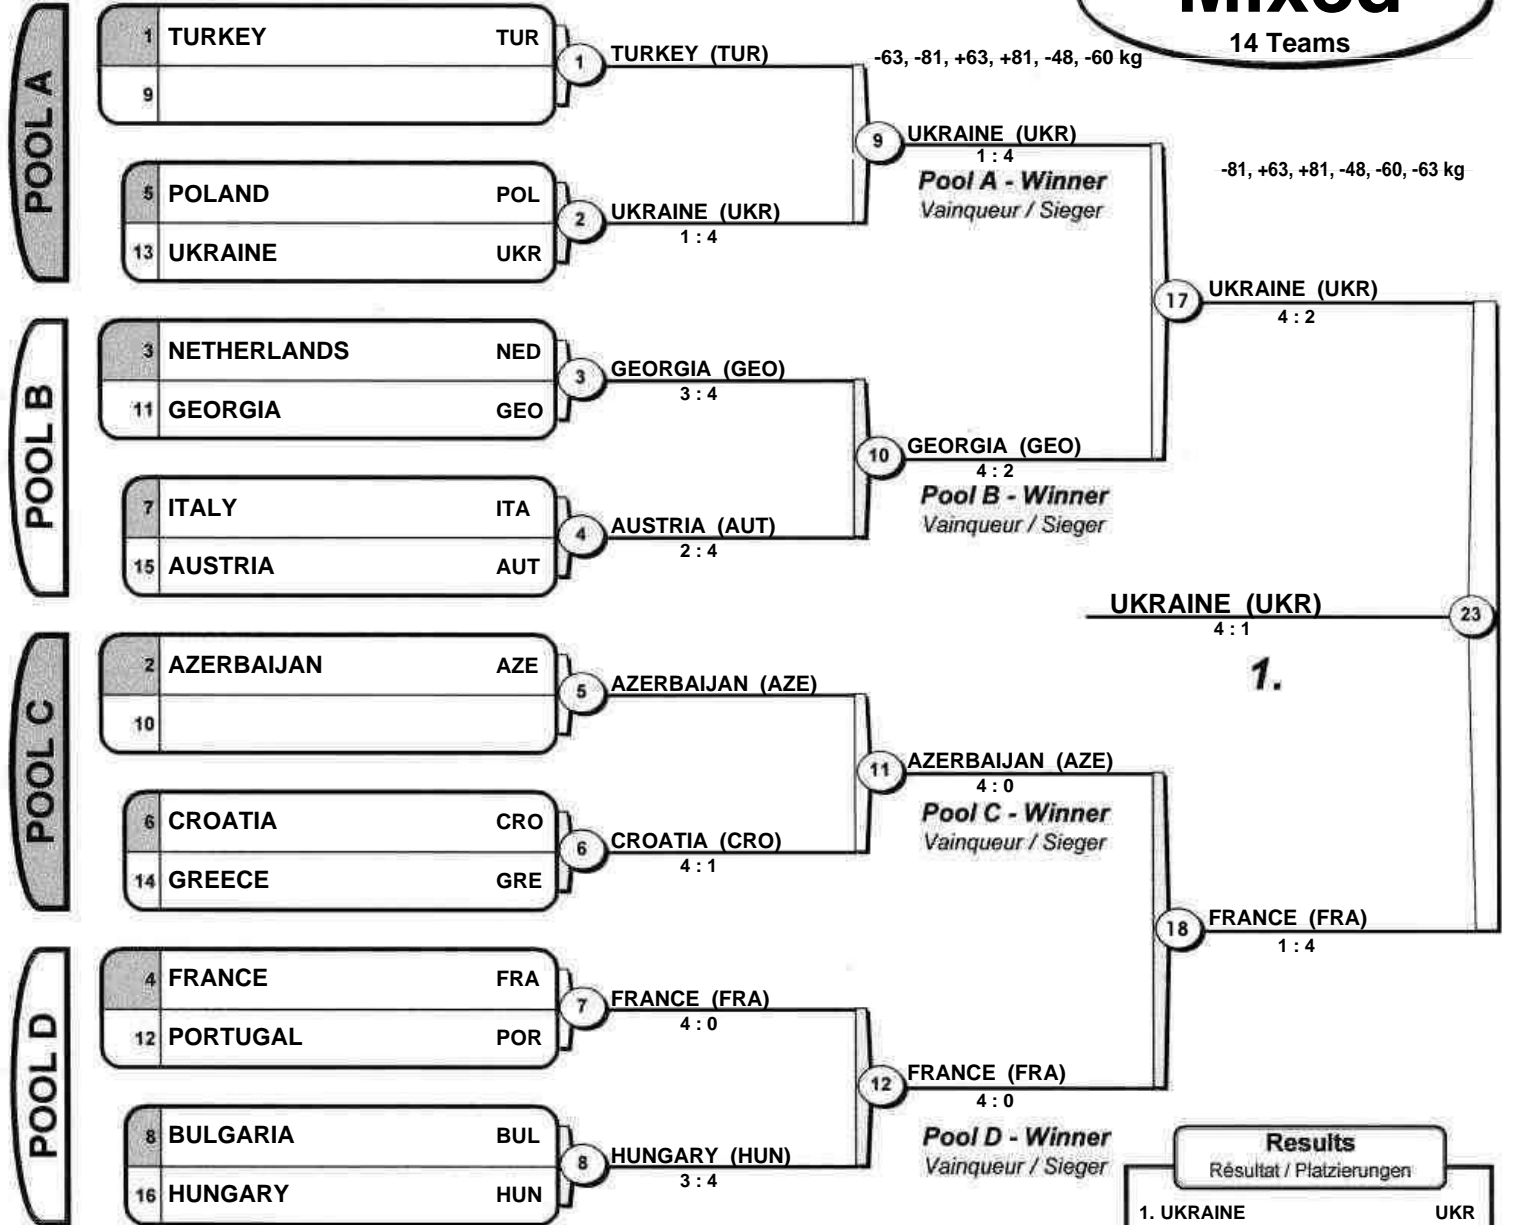 Mixed
14 Teams
-63, -81, +63, +81, -48, -60 kg
-81, +63, +81, -48, -60, -63 kg
POOL A
1 TURKEY TUR
9
1
TURKEY (TUR)
5 POLAND POL
13 UKRAINE UKR
2
UKRAINE (UKR)
1 : 4
9
UKRAINE (UKR)
1 : 4
Pool A - Winner
Vainqueur / Sieger
POOL B
3 NETHERLANDS NED
11 GEORGIA GEO
3
GEORGIA (GEO)
3 : 4
7 ITALY ITA
15 AUSTRIA AUT
4
AUSTRIA (AUT)
2 : 4
10
GEORGIA (GEO)
4 : 2
Pool B - Winner
Vainqueur / Sieger
17
UKRAINE (UKR)
4 : 2
POOL C
2 AZERBAIJAN AZE
10
5
AZERBAIJAN (AZE)
6 CROATIA CRO
14 GREECE GRE
6
CROATIA (CRO)
4 : 1
11
AZERBAIJAN (AZE)
4 : 0
Pool C - Winner
Vainqueur / Sieger
POOL D
4 FRANCE FRA
12 PORTUGAL POR
7
FRANCE (FRA)
4 : 0
8 BULGARIA BUL
16 HUNGARY HUN
8
HUNGARY (HUN)
3 : 4
12
FRANCE (FRA)
4 : 0
Pool D - Winner
Vainqueur / Sieger
18
FRANCE (FRA)
1 : 4
23
UKRAINE (UKR)
4 : 1
1.
Results
Résultat / Platzierungen
1. UKRAINE UKR